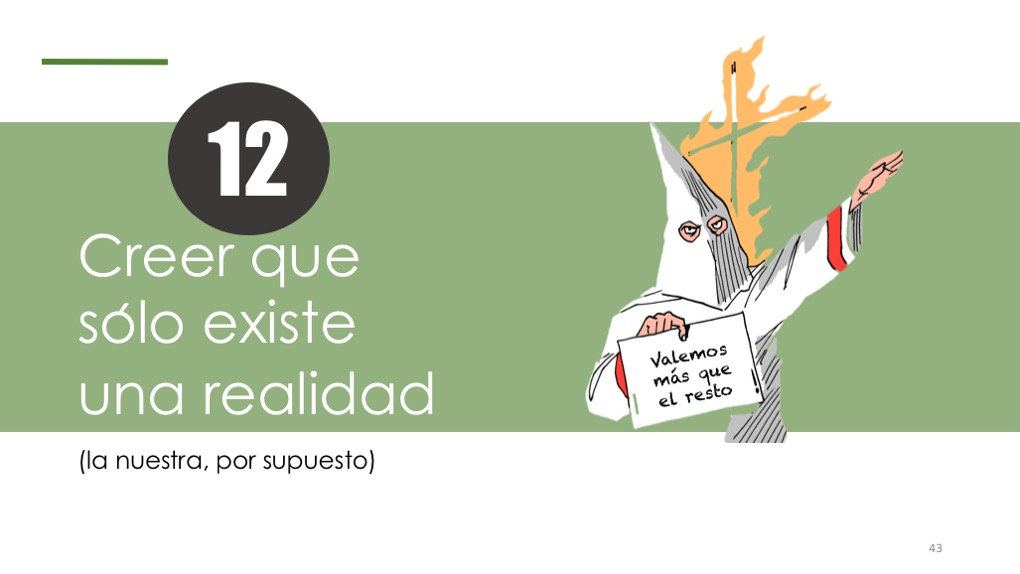 12
Creer que
sólo existe
una realidad
(la nuestra, por supuesto)
Valemos
más que
el resto
43